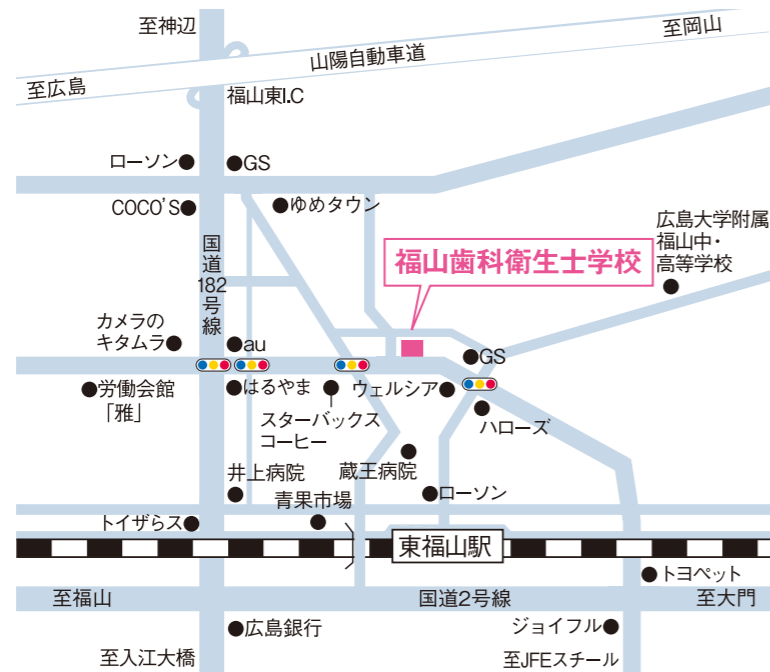 至神辺
至岡山
山陽自動車道
至広島
福山東I.C
ローソン
GS
COCO'S
ゆめタウン
広島大学附属
福山中・
高等学校
国道
182
号線
福山歯科衛生士学校
カメラの
キタムラ
au
GS
労働会館
「雅」
はるやま
ウェルシア
スターバックス
コーヒー
ハローズ
蔵王病院
井上病院
ローソン
青果市場
トイザらス
東福山駅
トヨペット
至福山
国道2号線
至大門
広島銀行
ジョイフル
至入江大橋
至JFEスチール